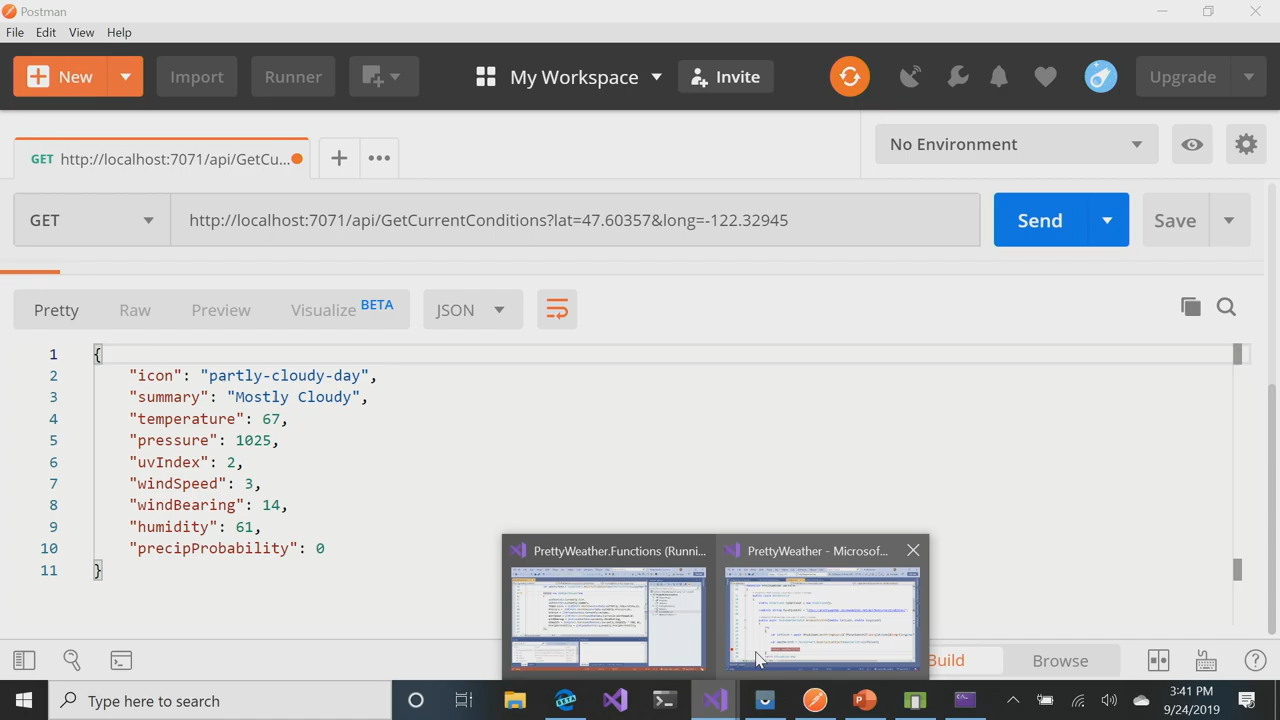 Postman
File Edit View Help
New Import Runner My Workspace Invite Upgrade
GET http://localhost:7071/api/GetCu... No Environment
GET http://localhost:7071/api/GetCurrentConditions?lat=47.60357&long=-122.32945 Send Save
Pretty Raw Preview Visualize BETA JSON
1 {
2 "icon": "partly-cloudy-day",
3 "summary": "Mostly Cloudy",
4 "temperature": 67,
5 "pressure": 1025,
6 "uvIndex": 2,
7 "windSpeed": 3,
8 "windBearing": 14,
9 "humidity": 61,
10 "precipProbability": 0
11 }
PrettyWeather.Functions (Runni... PrettyWeather - Microsof...
Build Browse
Type here to search
3:41 PM
9/24/2019